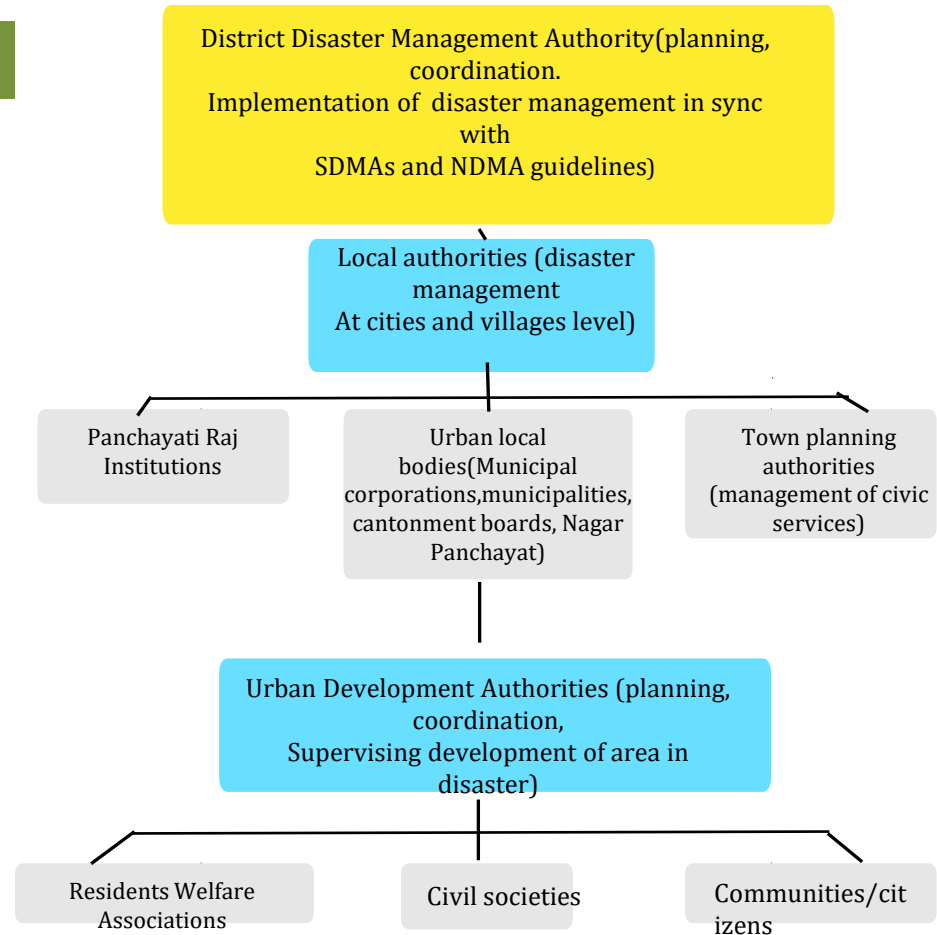 District Disaster Management Authority(planning,
coordination.
Implementation of disaster management in sync
with
SDMAs and NDMA guidelines)
Local authorities (disaster
management
At cities and villages level)
Panchayati Raj
Institutions
Urban local
bodies(Municipal
corporations,municipalities,
cantonment boards, Nagar
Panchayat)
Town planning
authorities
(management of civic
services)
Urban Development Authorities (planning,
coordination,
Supervising development of area in
disaster)
Residents Welfare
Associations
Civil societies
Communities/cit
izens